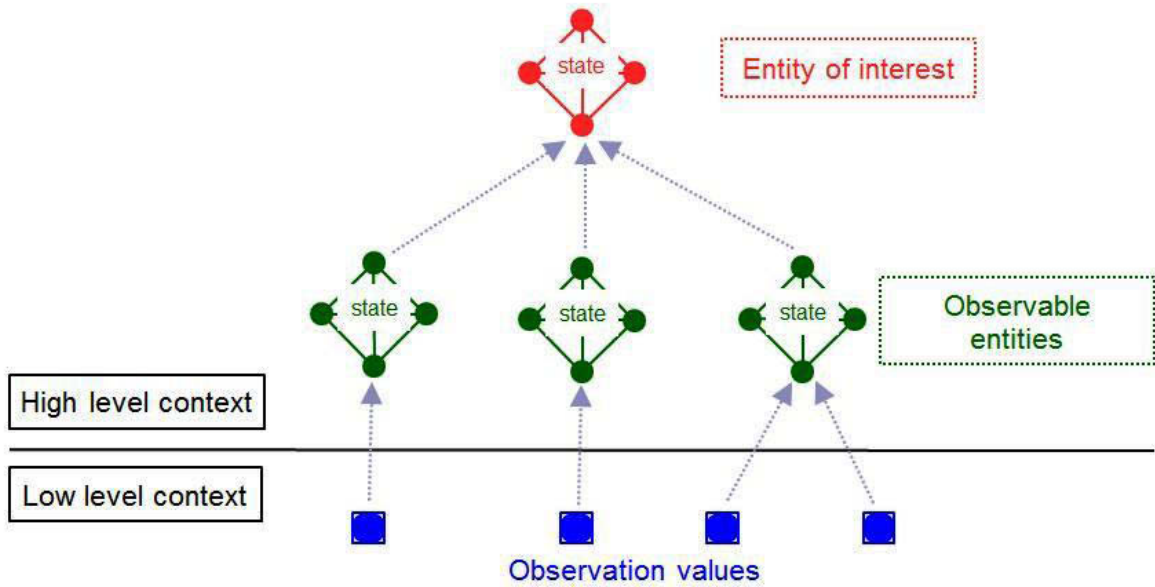 state
Entity of interest
state
state
state
Observable
entities
High level context
Low level context
Observation values